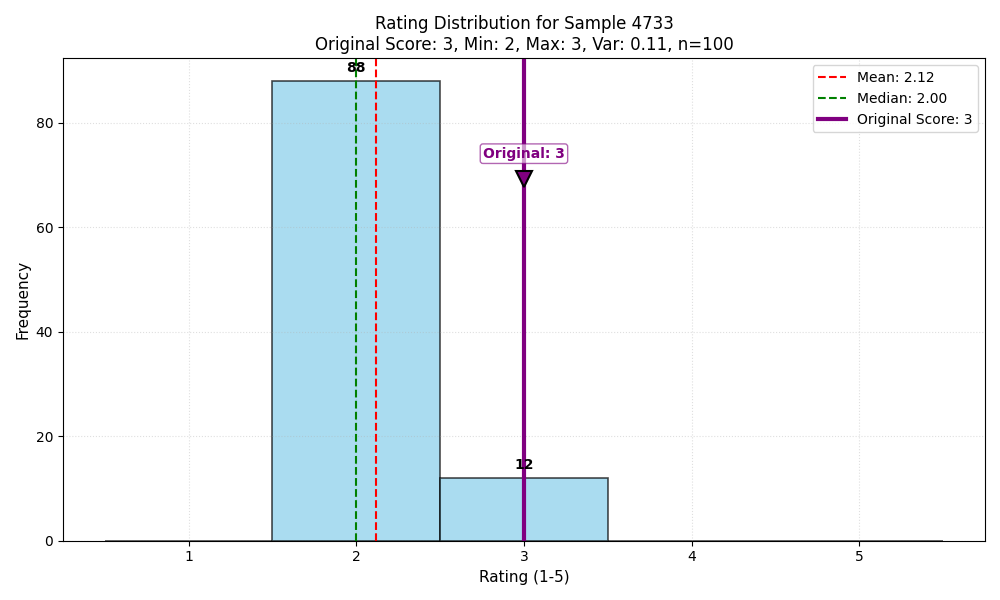 Rating Distribution for Sample 4733
Original Score: 3, Min: 2, Max: 3, Var: 0.11, n=100
88
Mean: 2.12
Median: 2.00
Original Score: 3
Original: 3
12
Frequency
80
60
40
20
0
1 2 3 4 5
Rating (1-5)